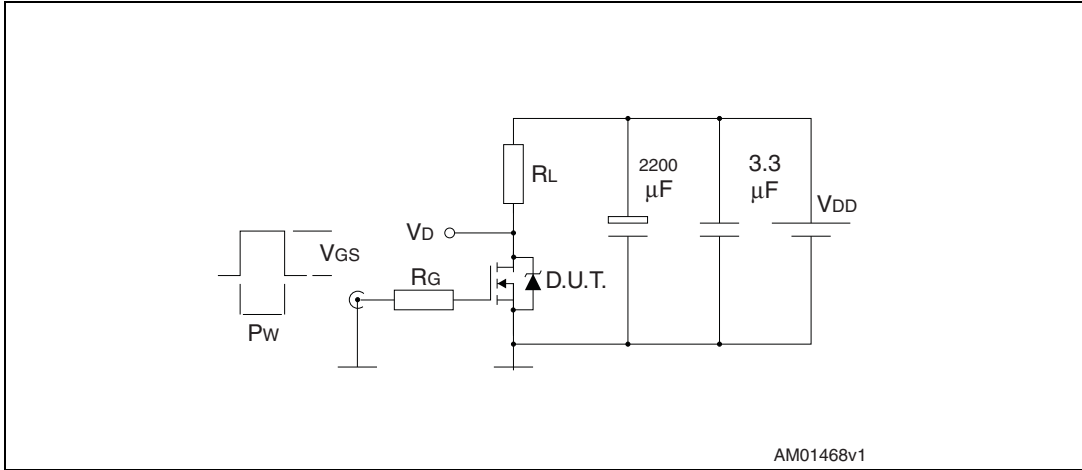 RL
2200
μF
3.3
μF
VDD
VD
VGS
RG
D.U.T.
PW
AM01468v1